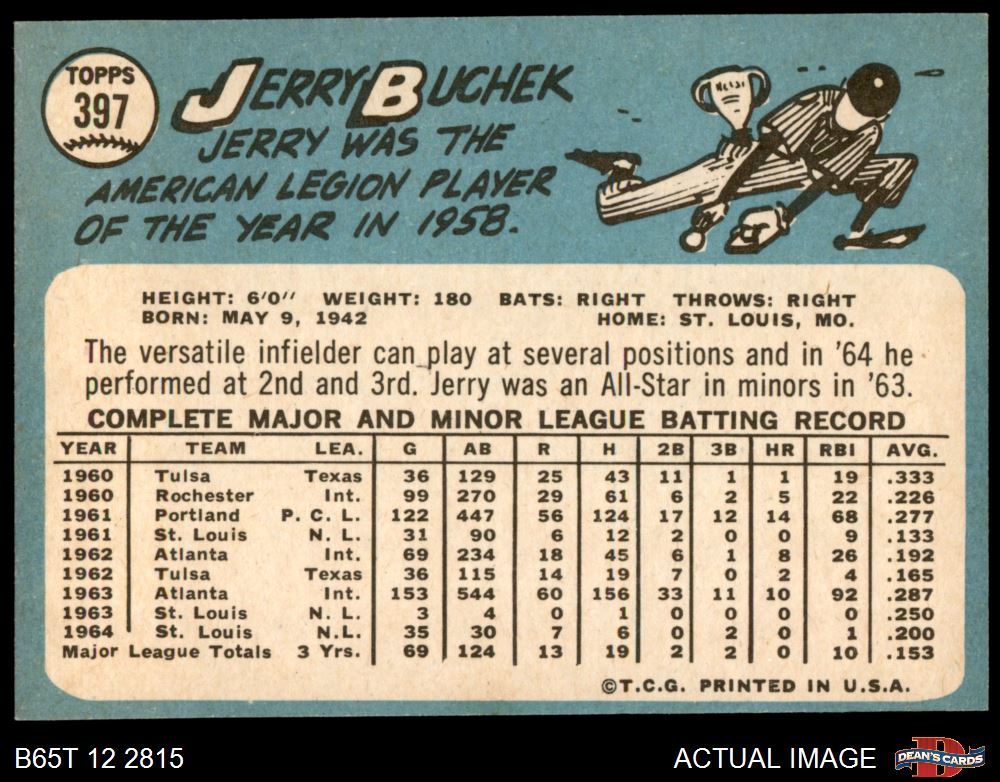 TOPPS
397
JERRY BUCHEK
JERRY WAS THE
AMERICAN LEGION PLAYER
OF THE YEAR IN 1958.
HEIGHT: 6'0" WEIGHT: 180 BATS: RIGHT THROWS: RIGHT
BORN: MAY 9, 1942 HOME: ST. LOUIS, MO.
The versatile infielder can play at several positions and in '64 he
performed at 2nd and 3rd. Jerry was an All-Star in minors in '63.
COMPLETE MAJOR AND MINOR LEAGUE BATTING RECORD
YEAR TEAM LEA. G AB R H 2B 3B HR RBI AVG.
1960 Tulsa Texas 36 129 25 43 11 1 1 19 .333
1960 Rochester Int. 99 270 29 61 6 2 5 22 .226
1961 Portland P. C. L. 122 447 56 124 17 12 14 68 .277
1961 St. Louis N. L. 31 90 6 12 2 0 0 9 .133
1962 Atlanta Int. 69 234 18 45 6 1 8 26 .192
1962 Tulsa Texas 36 115 14 19 7 0 2 4 .165
1963 Atlanta Int. 153 544 60 156 33 11 10 92 .287
1963 St. Louis N. L. 3 4 0 1 0 0 0 0 .250
1964 St. Louis N.L. 35 30 7 6 0 2 0 1 .200
Major League Totals 3 Yrs. 69 124 13 19 2 2 0 10 .153
©T.C.G. PRINTED IN U.S.A.
B65T 12 2815 ACTUAL IMAGE
DEAN'S CARDS